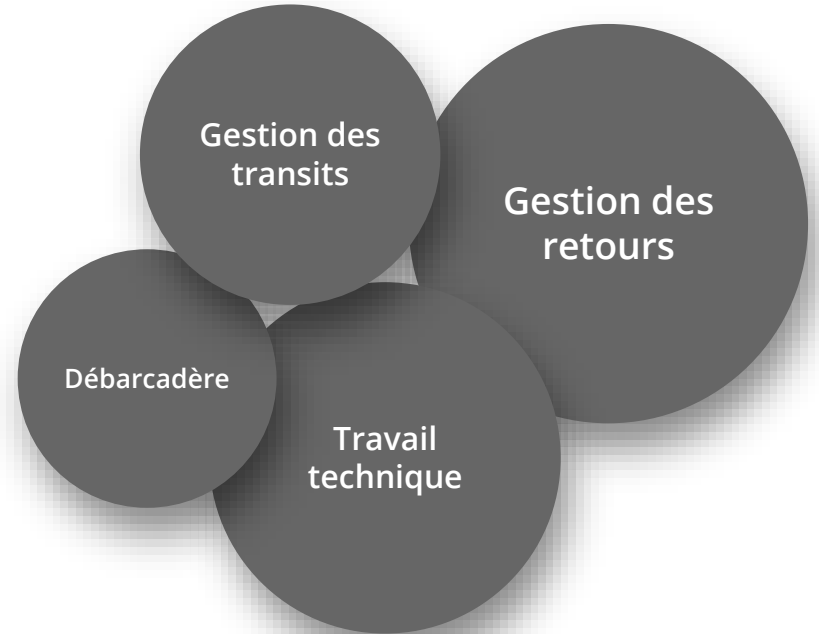 Gestion des
transits
Gestion des
retours
Débarcadère
Travail
technique